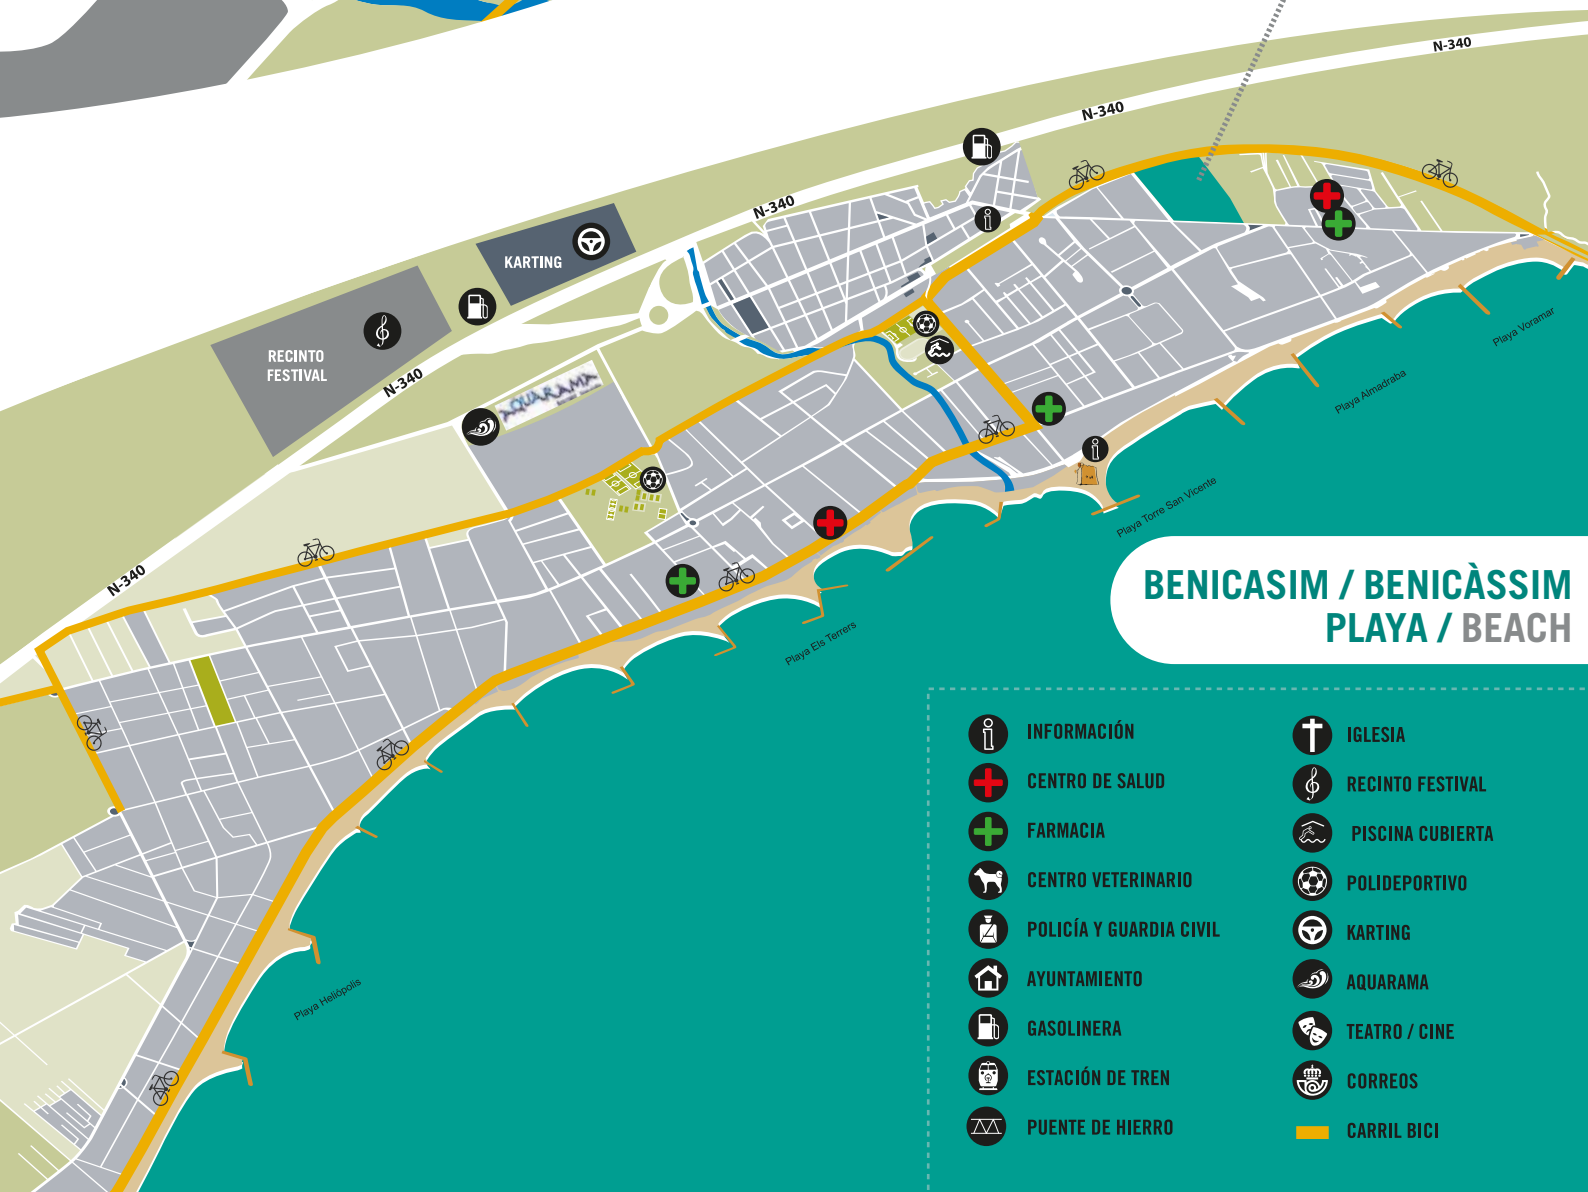 N-340
N-340
N-340
KARTING
RECINTO
FESTIVAL
N-340
AQUARAMA
N-340
Playa Voramar
Playa Almadraba
Playa Torre San Vicente
Playa Els Terrers
Playa Heliópolis
BENICASIM / BENICÀSSIM
PLAYA / BEACH
INFORMACIÓN
CENTRO DE SALUD
FARMACIA
CENTRO VETERINARIO
POLICÍA Y GUARDIA CIVIL
AYUNTAMIENTO
GASOLINERA
ESTACIÓN DE TREN
PUENTE DE HIERRO
IGLESIA
RECINTO FESTIVAL
PISCINA CUBIERTA
POLIDEPORTIVO
KARTING
AQUARAMA
TEATRO / CINE
CORREOS
CARRIL BICI